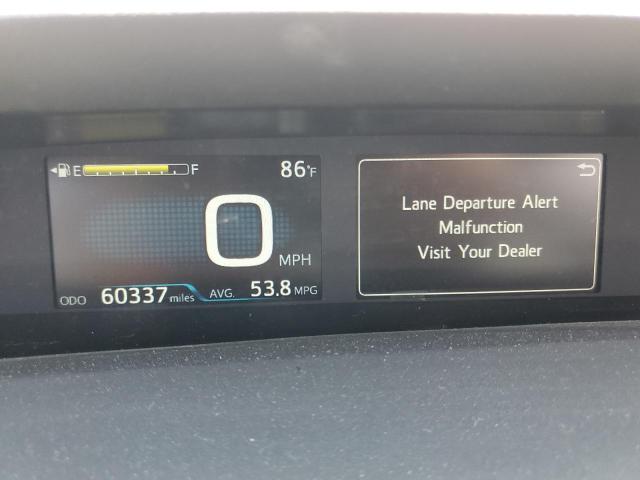 E F 86°F
0
MPH
ODO 60337 miles AVG. 53.8 MPG
Lane Departure Alert
Malfunction
Visit Your Dealer